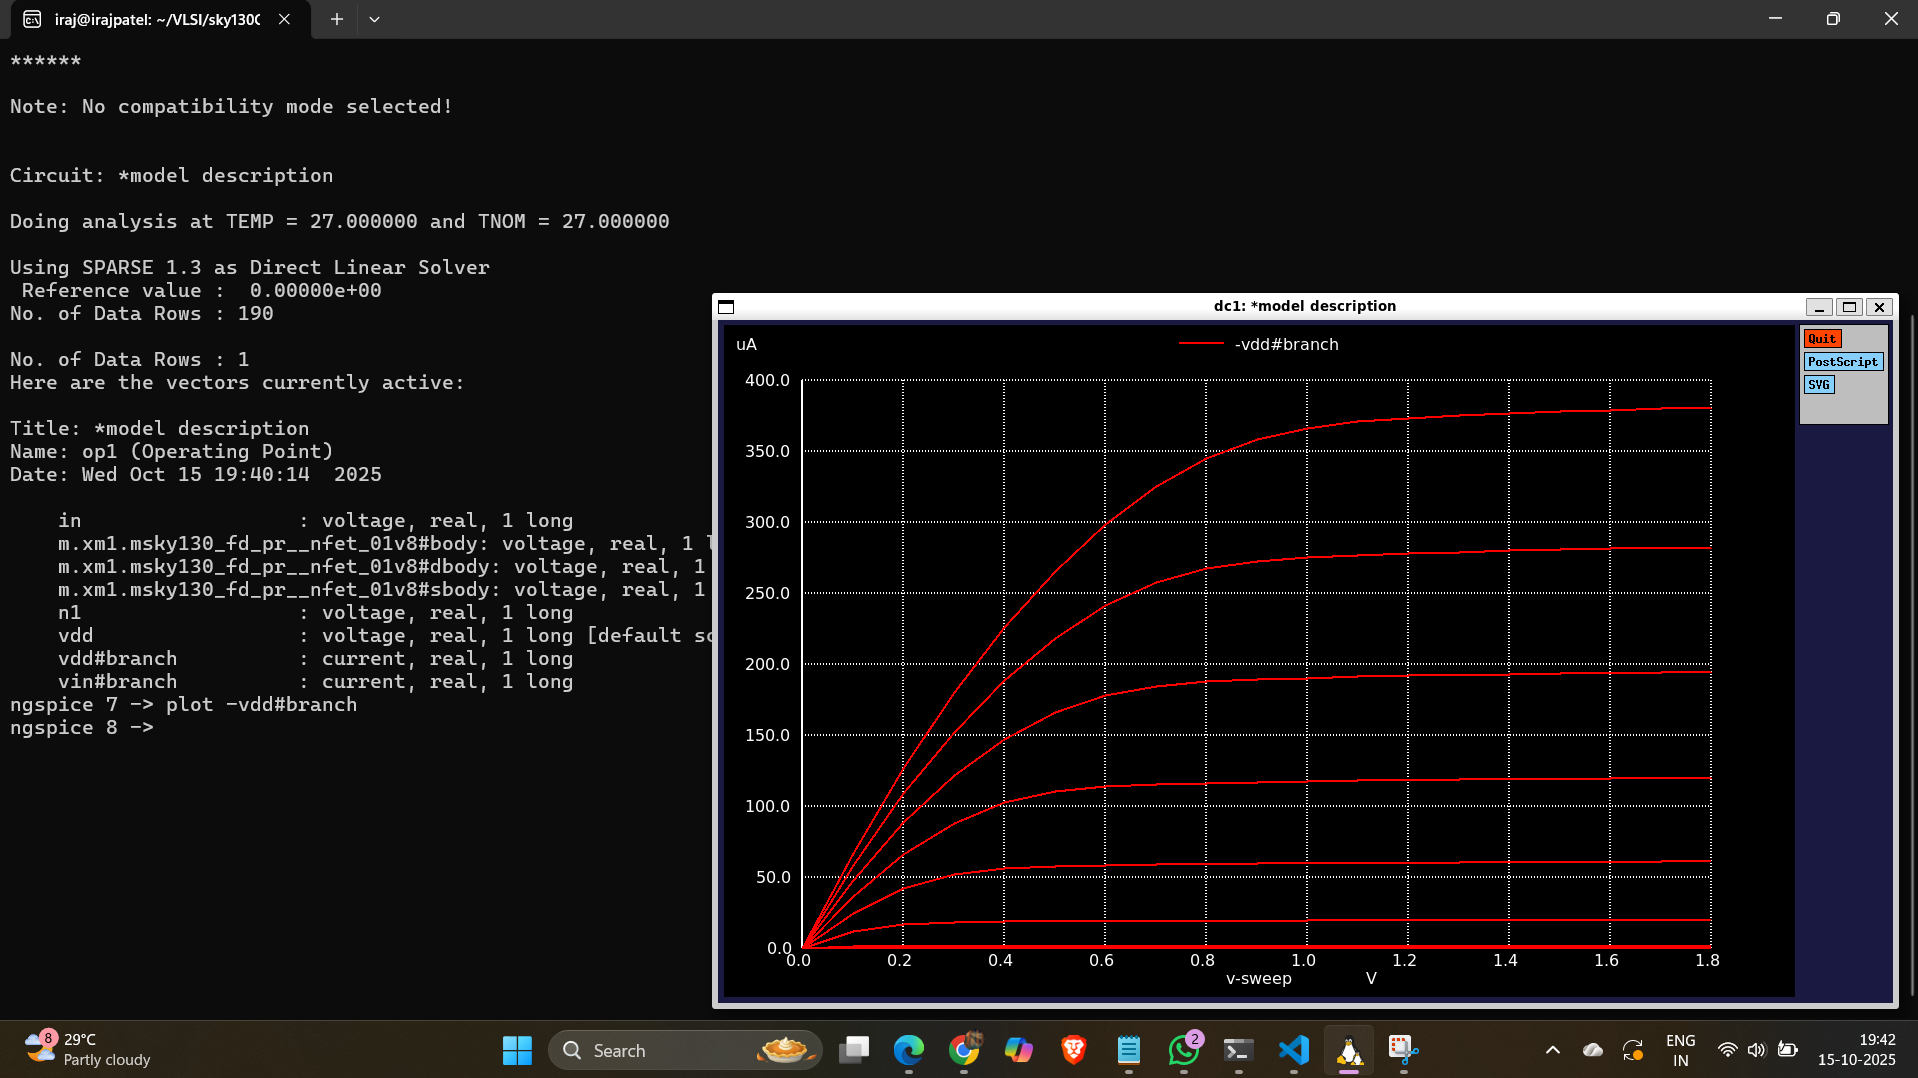 iraj@irajpatel: ~/VLSI/sky130C
******
Note: No compatibility mode selected!
Circuit: *model description
Doing analysis at TEMP = 27.000000 and TNOM = 27.000000
Using SPARSE 1.3 as Direct Linear Solver
Reference value :  0.00000e+00
No. of Data Rows : 190
No. of Data Rows : 1
Here are the vectors currently active:
Title: *model description
Name: op1 (Operating Point)
Date: Wed Oct 15 19:40:14  2025
in                  : voltage, real, 1 long
m.xm1.msky130_fd_pr__nfet_01v8#body: voltage, real, 1 l
m.xm1.msky130_fd_pr__nfet_01v8#dbody: voltage, real, 1
m.xm1.msky130_fd_pr__nfet_01v8#sbody: voltage, real, 1
n1                  : voltage, real, 1 long
vdd                 : voltage, real, 1 long [default sc
vdd#branch          : current, real, 1 long
vin#branch          : current, real, 1 long
ngspice 7 -> plot -vdd#branch
ngspice 8 ->
dc1: *model description
Quit
PostScript
SVG
uA
-vdd#branch
400.0
350.0
300.0
250.0
200.0
150.0
100.0
50.0
0.0
0.0 0.2 0.4 0.6 0.8 1.0 1.2 1.4 1.6 1.8
v-sweep V
8
29°C
Partly cloudy
Search
2
ENG
IN
19:42
15-10-2025